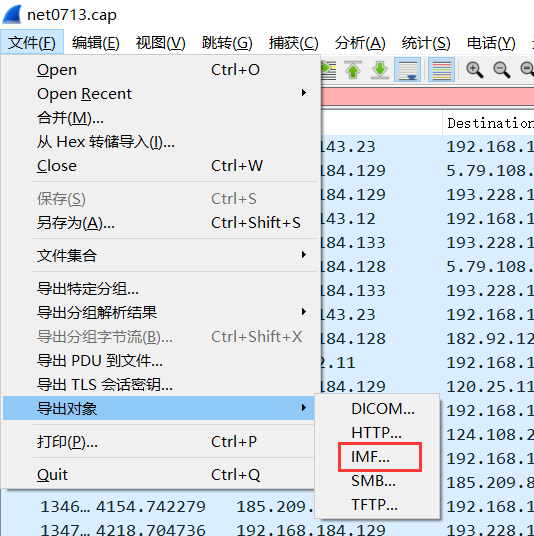 net0713.cap
文件(F) 编辑(E) 视图(V) 跳转(G) 捕获(C) 分析(A) 统计(S) 电话(Y)
Destination
Open Ctrl+O
Open Recent
合并(M)...
从 Hex 转储导入(I)...
Close Ctrl+W
保存(S) Ctrl+S
另存为(A)... Ctrl+Shift+S
文件集合
导出特定分组...
导出分组解析结果
导出分组字节流(B)... Ctrl+Shift+X
导出 PDU 到文件...
导出 TLS 会话密钥...
导出对象
打印(P)... Ctrl+P
Quit Ctrl+Q
DICOM...
HTTP...
IMF...
SMB...
TFTP...
143.23 192.168.1
184.129 5.79.108.
184.129 193.228.1
143.12 192.168.1
184.133 193.228.1
184.128 5.79.108.
184.133 193.228.1
143.23 192.168.1
184.128 182.92.12
2.11 192.168.1
184.129 120.25.11
192.168.1
124.108.2
192.168.1
185.209.8
1346... 4154.742279 185.209. 192.168.1
1347... 4218.704736 192.168.184.129 193.228.1